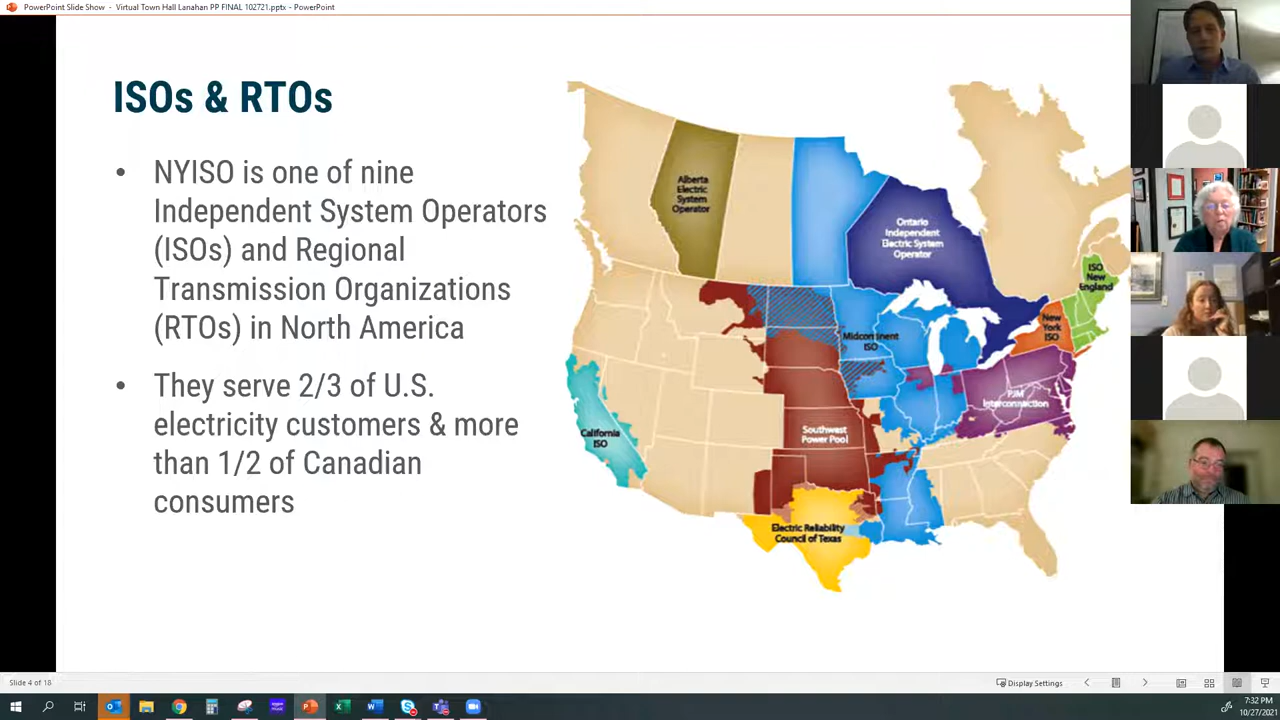 PowerPoint Slide Show - Virtual Town Hall Lanahan PP FINAL 102721.pptx - PowerPoint
ISOs & RTOs
• NYISO is one of nine
Independent System Operators
(ISOs) and Regional
Transmission Organizations
(RTOs) in North America
• They serve 2/3 of U.S.
electricity customers & more
than 1/2 of Canadian
consumers
Alberta
Electric
System
Operator
Ontario
Independent
Electric System
Operator
ISO
New
England
New
York
ISO
Midcontinent
ISO
PJM
Interconnection
California
ISO
Southwest
Power Pool
Electric Reliability
Council of Texas
Slide 4 of 18
Display Settings
7:32 PM
10/27/2021